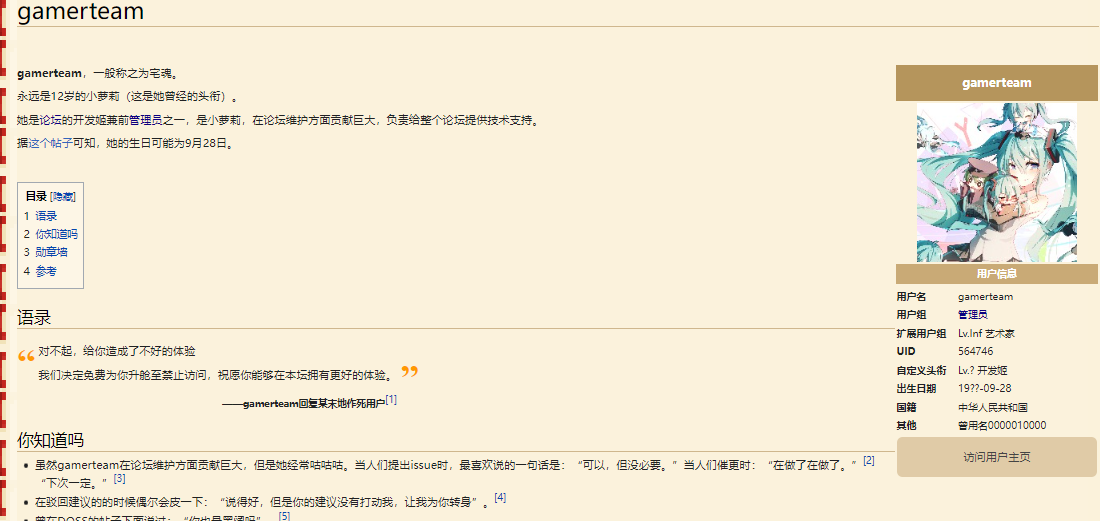 gamerteam
gamerteam，一般称之为宅魂。
永远是12岁的小萝莉（这是她曾经的头衔）。
她是论坛的开发姬兼前管理员之一，是小萝莉，在论坛维护方面贡献巨大，负责给整个论坛提供技术支持。
据这个帖子可知，她的生日可能为9月28日。
目录 [隐藏]
1 语录
2 你知道吗
3 勋章墙
4 参考
语录
“ 对不起，给你造成了不好的体验
我们决定免费为你升舱至禁止访问，祝愿你能够在本坛拥有更好的体验。 ”
——gamerteam回复某末地作死用户[1]
你知道吗
• 虽然gamerteam在论坛维护方面贡献巨大，但是她经常咕咕咕。当人们提出issue时，最喜欢说的一句话是：“可以，但没必要。”当人们催更时：“在做了在做了。”[2]
“下次一定。”[3]
• 在驳回建议的的时候偶尔会皮一下：“说得好，但是你的建议没有打动我，让我为你转身”。[4]
[5]
gamerteam
用户信息
用户名 gamerteam
用户组 管理员
扩展用户组 Lv.Inf 艺术家
UID 564746
自定义头衔 Lv.? 开发姬
出生日期 19??-09-28
国籍 中华人民共和国
其他 曾用名0000010000
访问用户主页